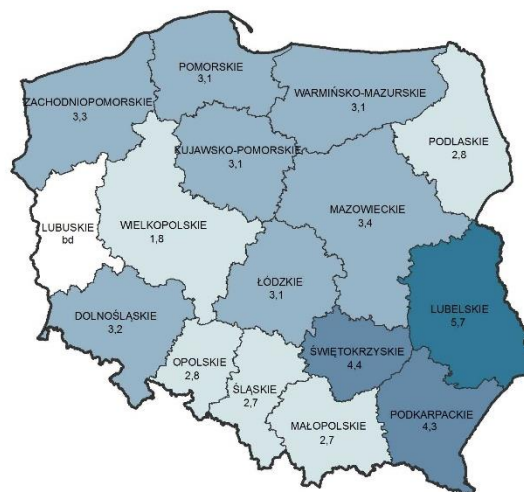 POMORSKIE
3,1
WARMIŃSKO-MAZURSKIE
3,1
ZACHODNIOPOMORSKIE
3,3
PODLASKIE
2,8
KUJAWSKO-POMORSKIE
3,1
MAZOWIECKIE
3,4
LUBUSKIE
bd
WIELKOPOLSKIE
1,8
ŁÓDZKIE
3,1
LUBELSKIE
5,7
DOLNOŚLĄSKIE
3,2
ŚWIĘTOKRZYSKIE
4,4
OPOLSKIE
2,8
ŚLĄSKIE
2,7
PODKARPACKIE
4,3
MAŁOPOLSKIE
2,7